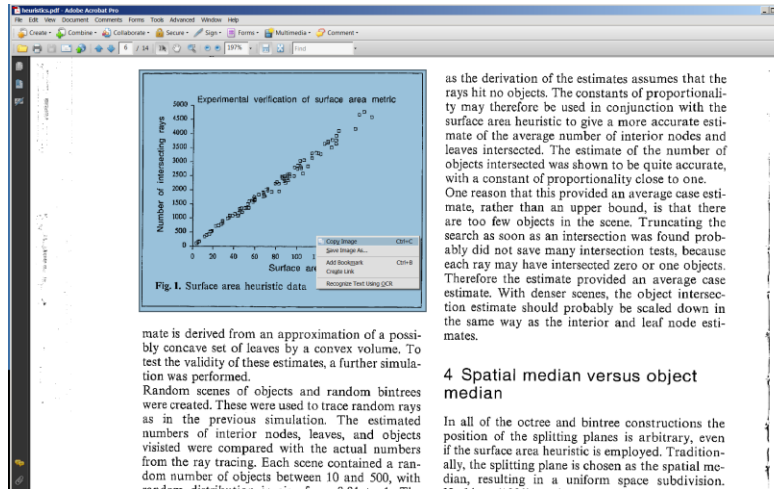 heuristics.pdf - Adobe Acrobat Pro
File Edit View Document Comments Forms Tools Advanced Window Help
Create Combine Collaborate Secure Sign Forms Multimedia Comment
6 / 14 197% Find
Experimental verification of surface area metric
Number of intersecting rays
5000
4500
4000
3500
3000
2500
2000
1500
1000
500
0
0 20 40 60 80 100
Surface
Fig. 1. Surface area heuristic data
Copy Image Ctrl+C
Save Image As...
Add Bookmark Ctrl+B
Create Link
Recognize Text Using OCR
mate is derived from an approximation of a possi-
bly concave set of leaves by a convex volume. To
test the validity of these estimates, a further simula-
tion was performed.
Random scenes of objects and random bintrees
were created. These were used to trace random rays
as in the previous simulation. The estimated
numbers of interior nodes, leaves, and objects
visisted were compared with the actual numbers
from the ray tracing. Each scene contained a ran-
dom number of objects between 10 and 500, with
as the derivation of the estimates assumes that the
rays hit no objects. The constants of proportionali-
ty may therefore be used in conjunction with the
surface area heuristic to give a more accurate esti-
mate of the average number of interior nodes and
leaves intersected. The estimate of the number of
objects intersected was shown to be quite accurate,
with a constant of proportionality close to one.
One reason that this provided an average case esti-
mate, rather than an upper bound, is that there
are too few objects in the scene. Truncating the
search as soon as an intersection was found prob-
ably did not save many intersection tests, because
each ray may have intersected zero or one objects.
Therefore the estimate provided an average case
estimate. With denser scenes, the object intersec-
tion estimate should probably be scaled down in
the same way as the interior and leaf node esti-
mates.
4 Spatial median versus object
median
In all of the octree and bintree constructions the
position of the splitting planes is arbitrary, even
if the surface area heuristic is employed. Tradition-
ally, the splitting plane is chosen as the spatial me-
dian, resulting in a uniform space subdivision.